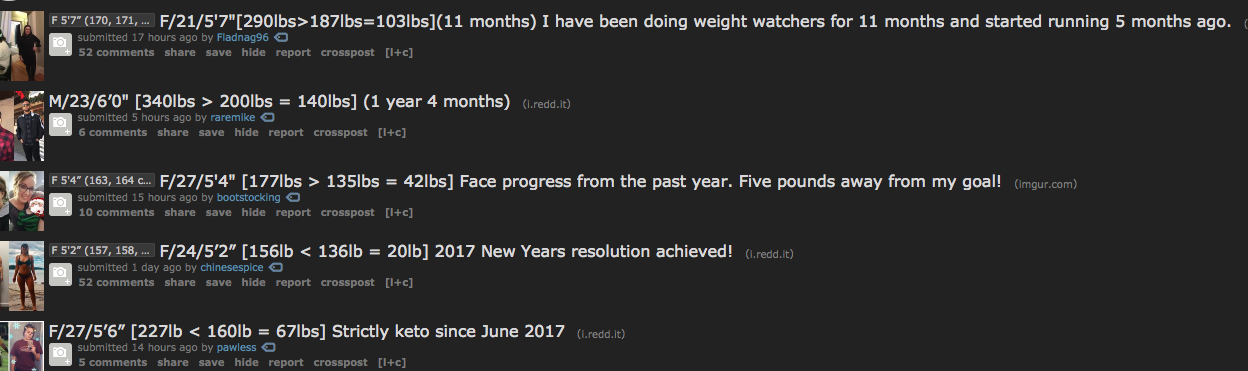 F 5'7” (170, 171, ... F/21/5'7"[290lbs>187lbs=103lbs](11 months) I have been doing weight watchers for 11 months and started running 5 months ago.
submitted 17 hours ago by Fladnag96
52 comments share save hide report crosspost [l+c]
M/23/6’0" [340lbs > 200lbs = 140lbs] (1 year 4 months) (i.redd.it)
submitted 5 hours ago by raremike
6 comments share save hide report crosspost [l+c]
F 5'4” (163, 164 c... F/27/5'4" [177lbs > 135lbs = 42lbs] Face progress from the past year. Five pounds away from my goal! (imgur.com)
submitted 15 hours ago by bootstocking
10 comments share save hide report crosspost [l+c]
F 5'2” (157, 158, ... F/24/5’2” [156lb < 136lb = 20lb] 2017 New Years resolution achieved! (i.redd.it)
submitted 1 day ago by chinesespice
52 comments share save hide report crosspost [l+c]
F/27/5’6” [227lb < 160lb = 67lbs] Strictly keto since June 2017 (i.redd.it)
submitted 14 hours ago by pawless
5 comments share save hide report crosspost [l+c]